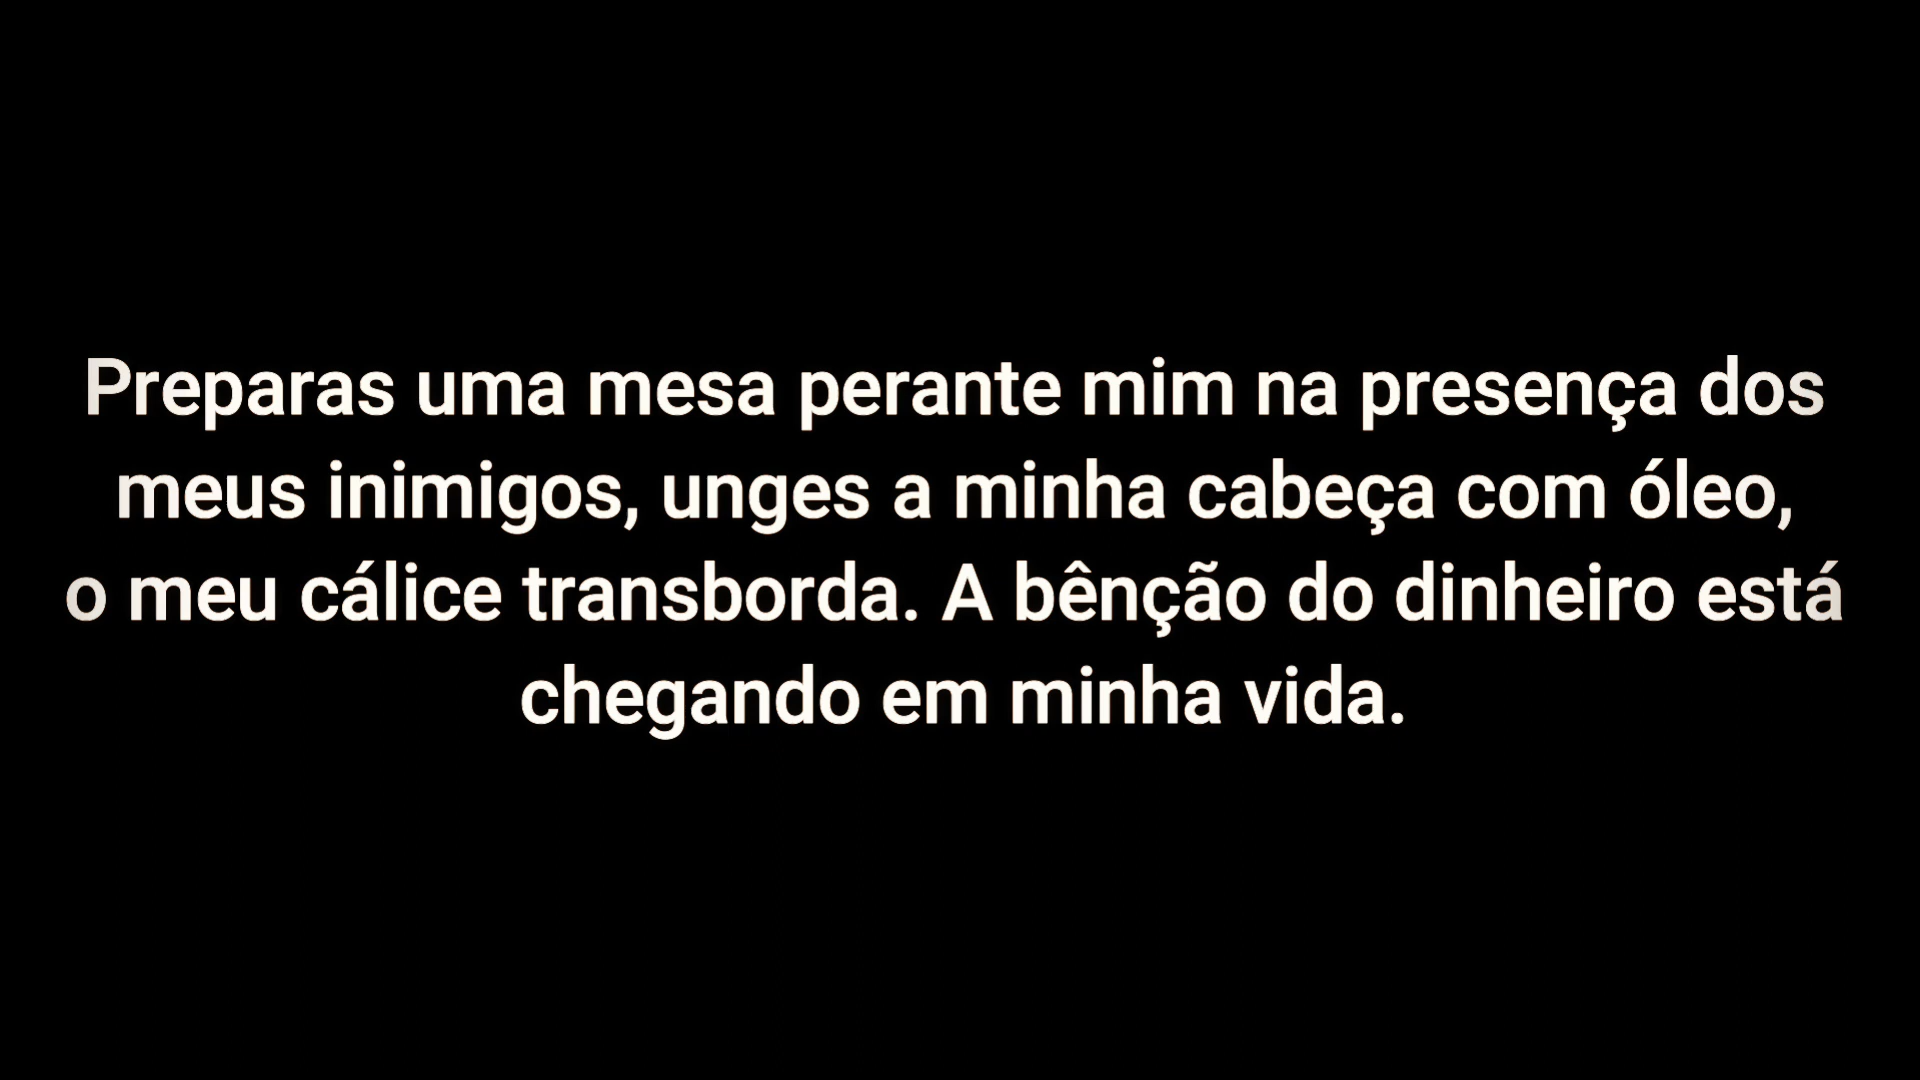 Preparas uma mesa perante mim na presença dos
meus inimigos, unges a minha cabeça com óleo,
o meu cálice transborda. A bênção do dinheiro está
chegando em minha vida.